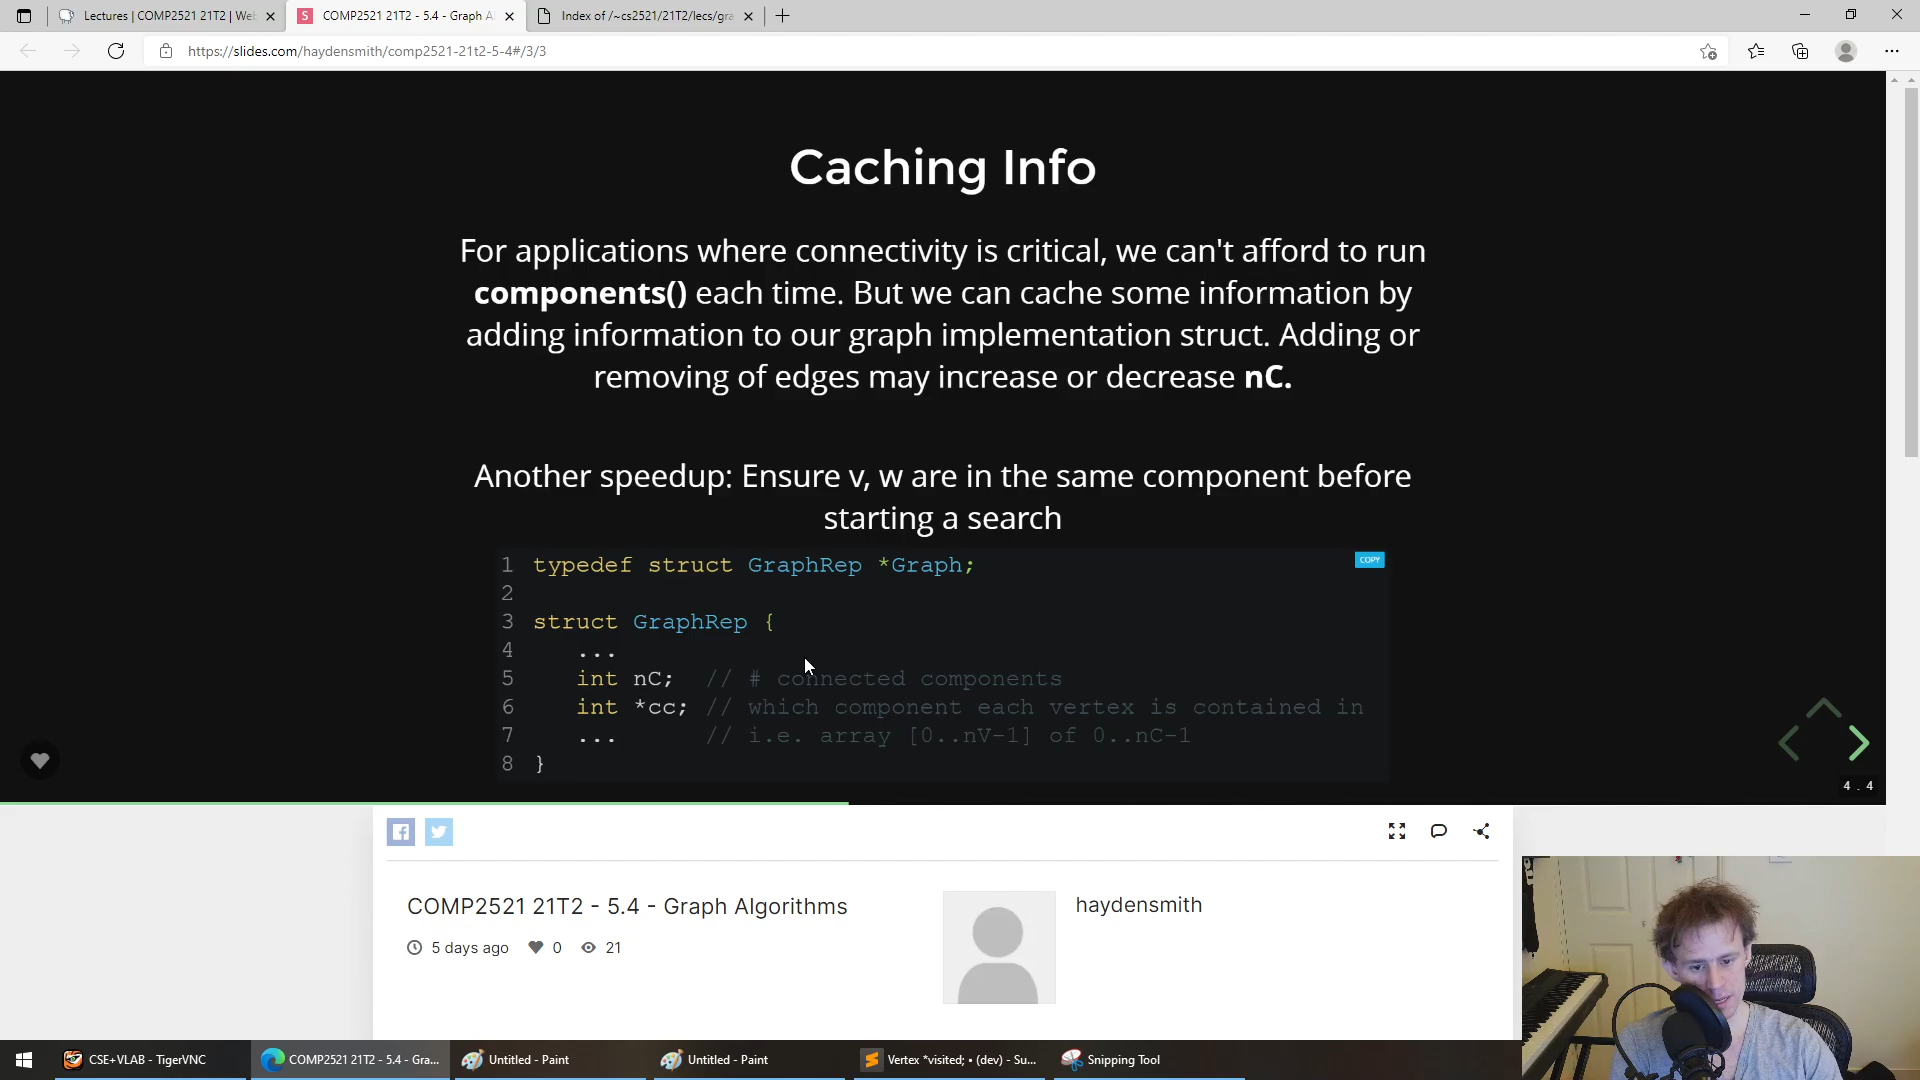 Lectures | COMP2521 21T2 | Web
COMP2521 21T2 - 5.4 - Graph Al
Index of /~cs2521/21T2/lecs/gra
https://slides.com/haydensmith/comp2521-21t2-5-4#/3/3
Caching Info
For applications where connectivity is critical, we can't afford to run
components() each time. But we can cache some information by
adding information to our graph implementation struct. Adding or
removing of edges may increase or decrease nC.
Another speedup: Ensure v, w are in the same component before
starting a search
COPY
1 typedef struct GraphRep *Graph;
2
3 struct GraphRep {
4 ...
5 int nC; // # connected components
6 int *cc; // which component each vertex is contained in
7 ... // i.e. array [0..nV-1] of 0..nC-1
8 }
4 . 4
COMP2521 21T2 - 5.4 - Graph Algorithms
5 days ago 0 21
haydensmith
CSE+VLAB - TigerVNC
COMP2521 21T2 - 5.4 - Gra...
Untitled - Paint
Untitled - Paint
Vertex *visited; • (dev) - Su...
Snipping Tool